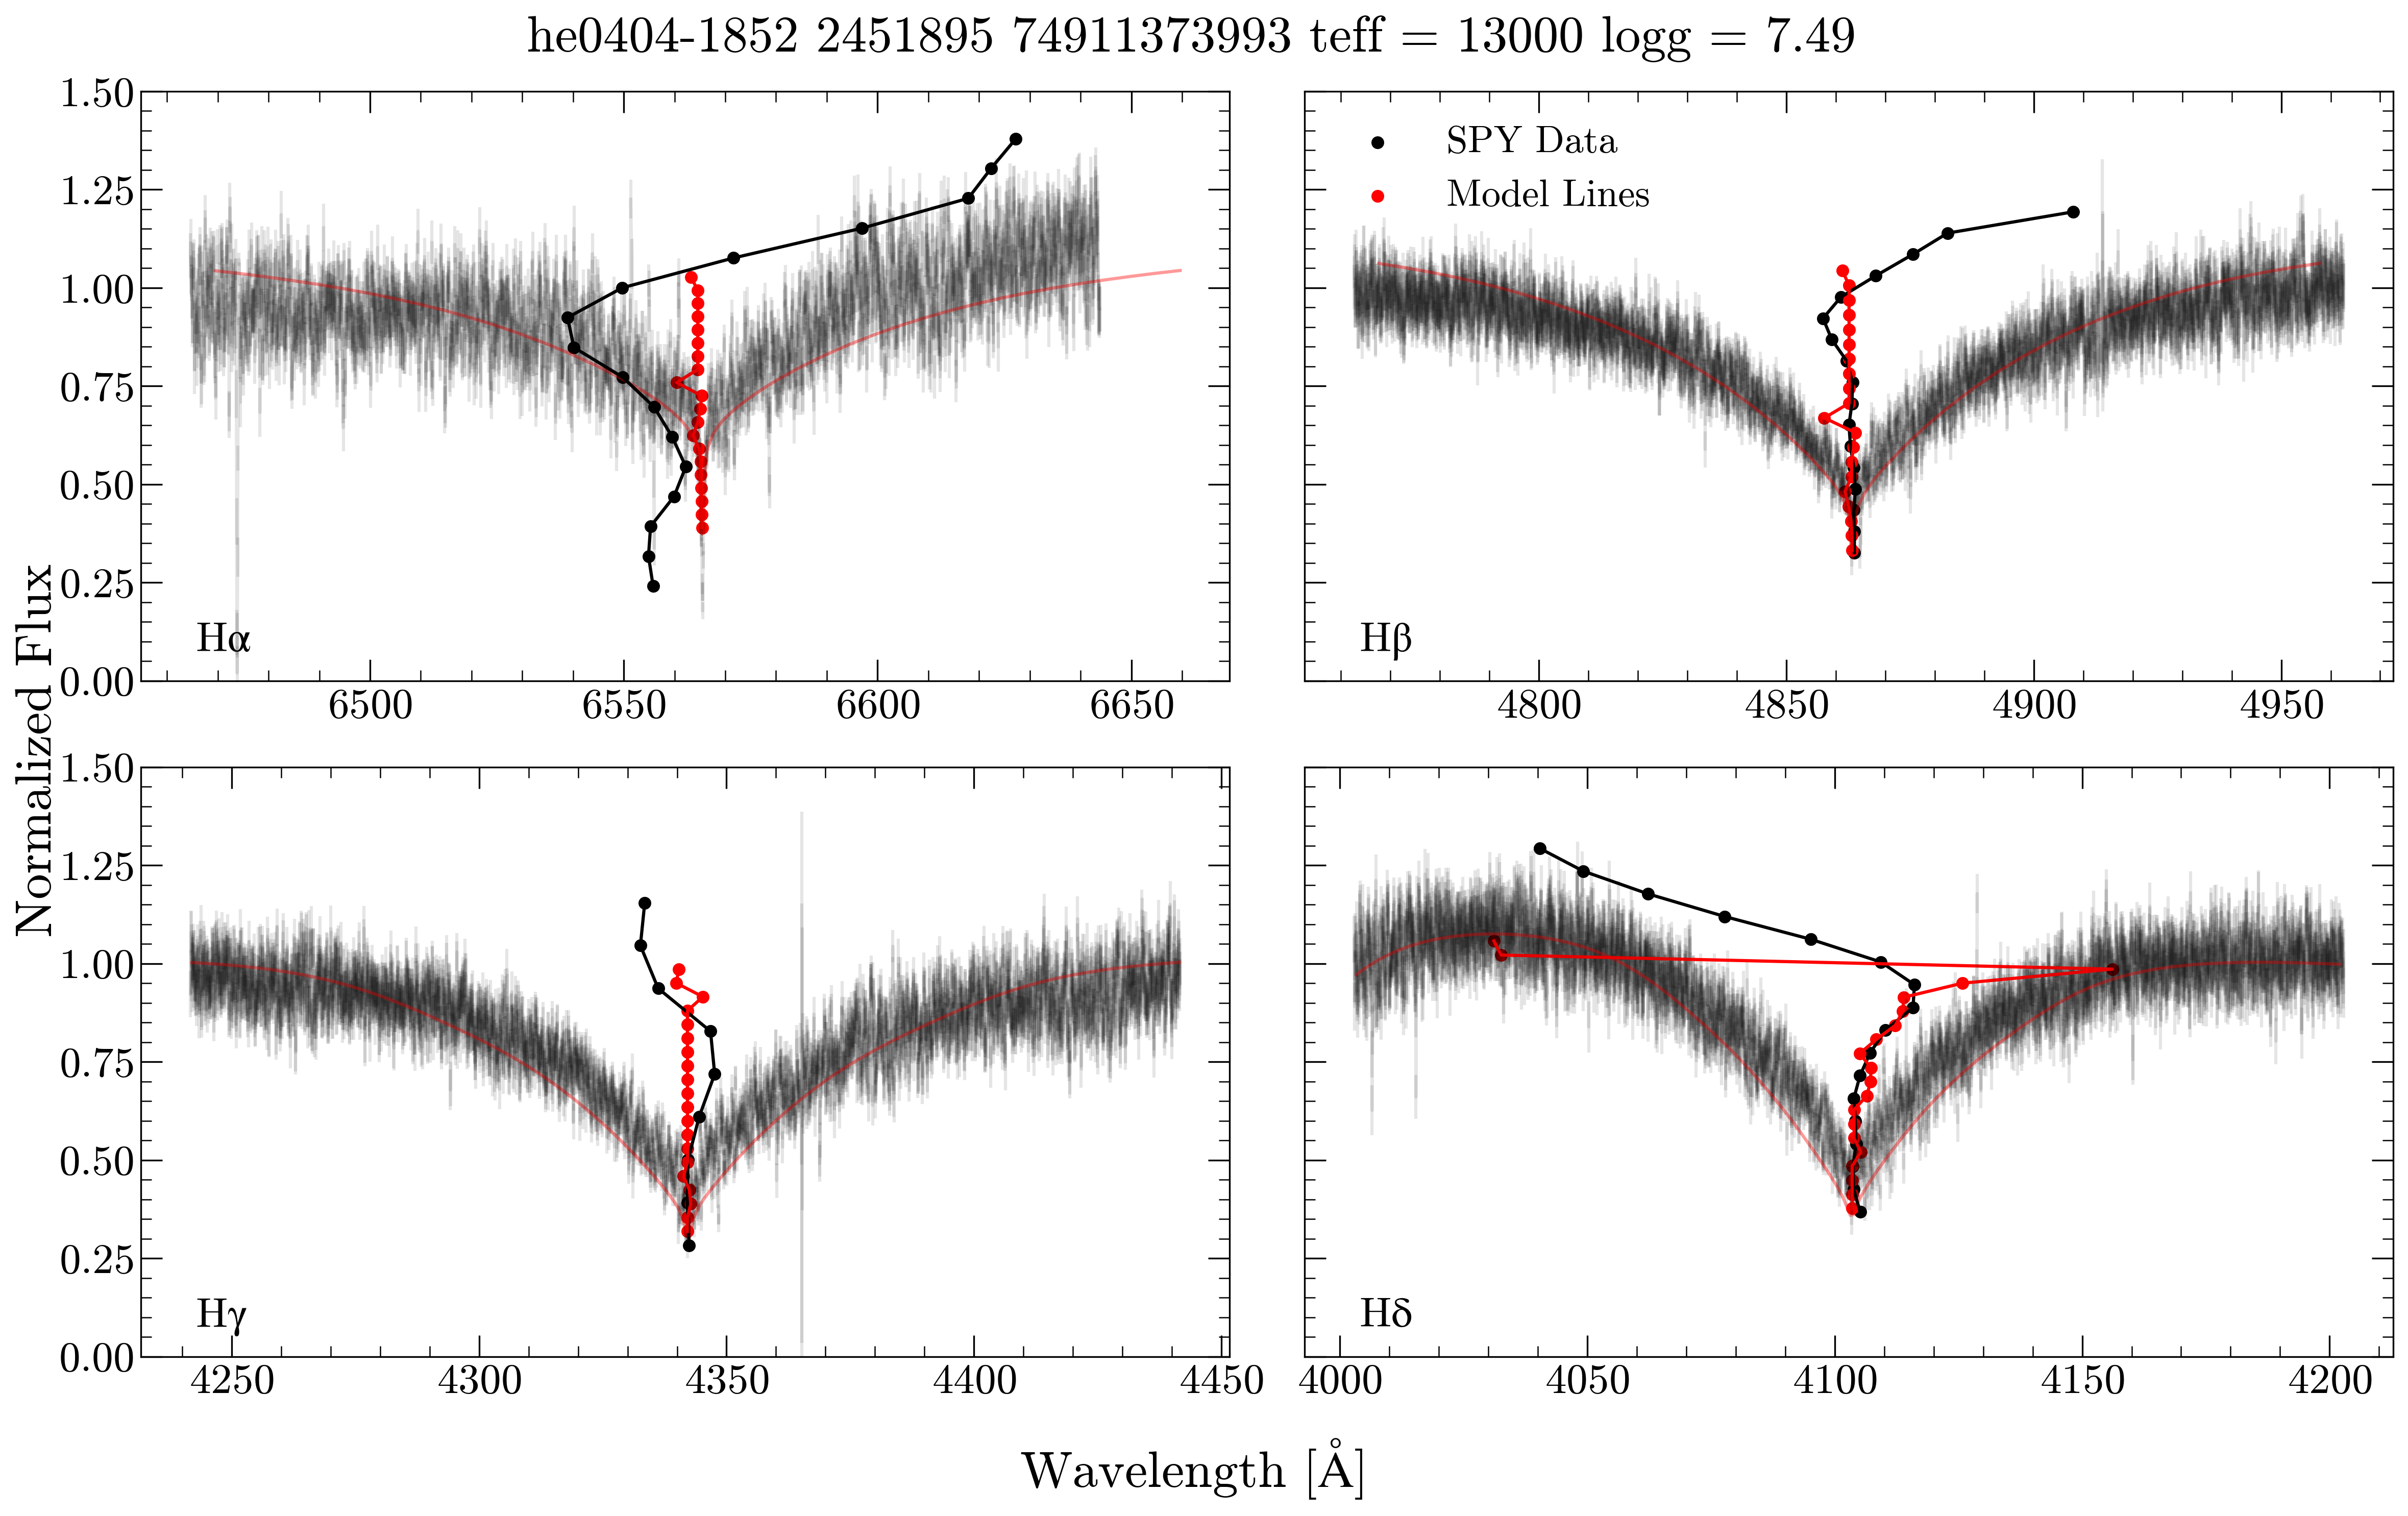 he0404-1852 2451895 74911373993 teff = 13000 logg = 7.49
Normalized Flux
1.50
1.25
1.00
0.75
0.50
0.25
0.00
Hα
6500 6550 6600 6650
SPY Data
Model Lines
Hβ
4800 4850 4900 4950
1.50
1.25
1.00
0.75
0.50
0.25
0.00
Hγ
4250 4300 4350 4400 4450
Hδ
4000 4050 4100 4150 4200
Wavelength [Å]